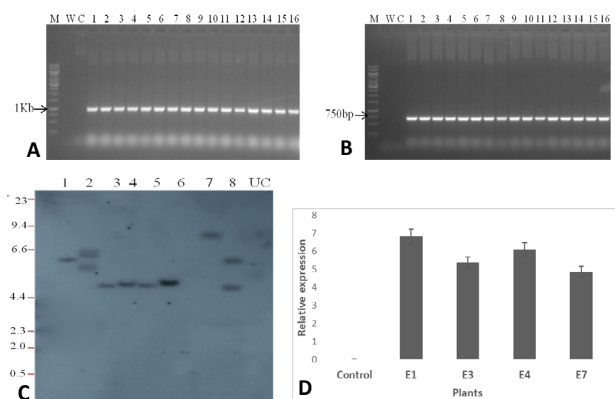 M W C 1 2 3 4 5 6 7 8 9 10 11 12 13 14 15 16
1Kb
A
M W C 1 2 3 4 5 6 7 8 9 10 11 12 13 14 15 16
750bp
B
1 2 3 4 5 6 7 8 UC
23
9.4
6.6
4.4
2.3
2.0
0.5
C
8
7
6
5
4
3
2
1
0
Relative expression
Control E1 E3 E4 E7
Plants
D